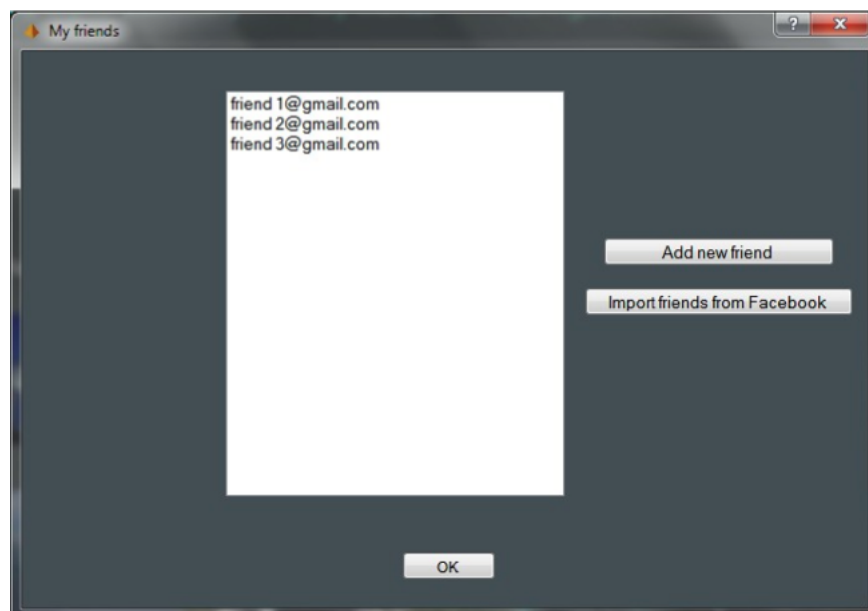 My friends
?
friend 1@gmail.com
friend 2@gmail.com
friend 3@gmail.com
Add new friend
Import friends from Facebook
OK